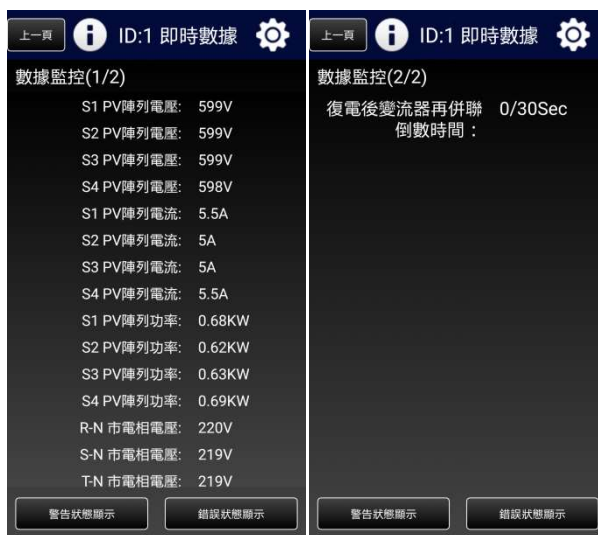 上一頁 ID:1 即時數據
數據監控(1/2)
S1 PV陣列電壓: 599V
S2 PV陣列電壓: 599V
S3 PV陣列電壓: 599V
S4 PV陣列電壓: 598V
S1 PV陣列電流: 5.5A
S2 PV陣列電流: 5A
S3 PV陣列電流: 5A
S4 PV陣列電流: 5.5A
S1 PV陣列功率: 0.68KW
S2 PV陣列功率: 0.62KW
S3 PV陣列功率: 0.63KW
S4 PV陣列功率: 0.69KW
R-N 市電相電壓: 220V
S-N 市電相電壓: 219V
T-N 市電相電壓: 219V
警告狀態顯示 錯誤狀態顯示
上一頁 ID:1 即時數據
數據監控(2/2)
復電後變流器再併聯 0/30Sec
倒數時間：
警告狀態顯示 錯誤狀態顯示